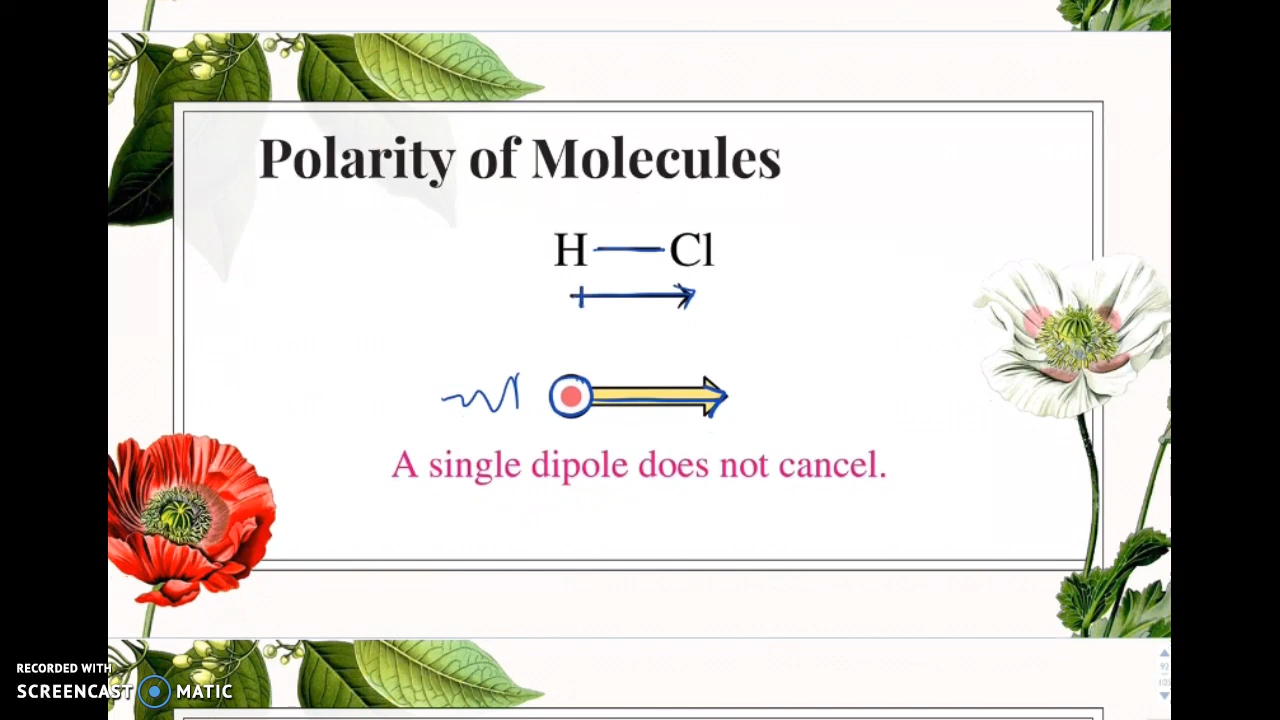 Polarity of Molecules
H—Cl
A single dipole does not cancel.
RECORDED WITH
SCREENCAST MATIC